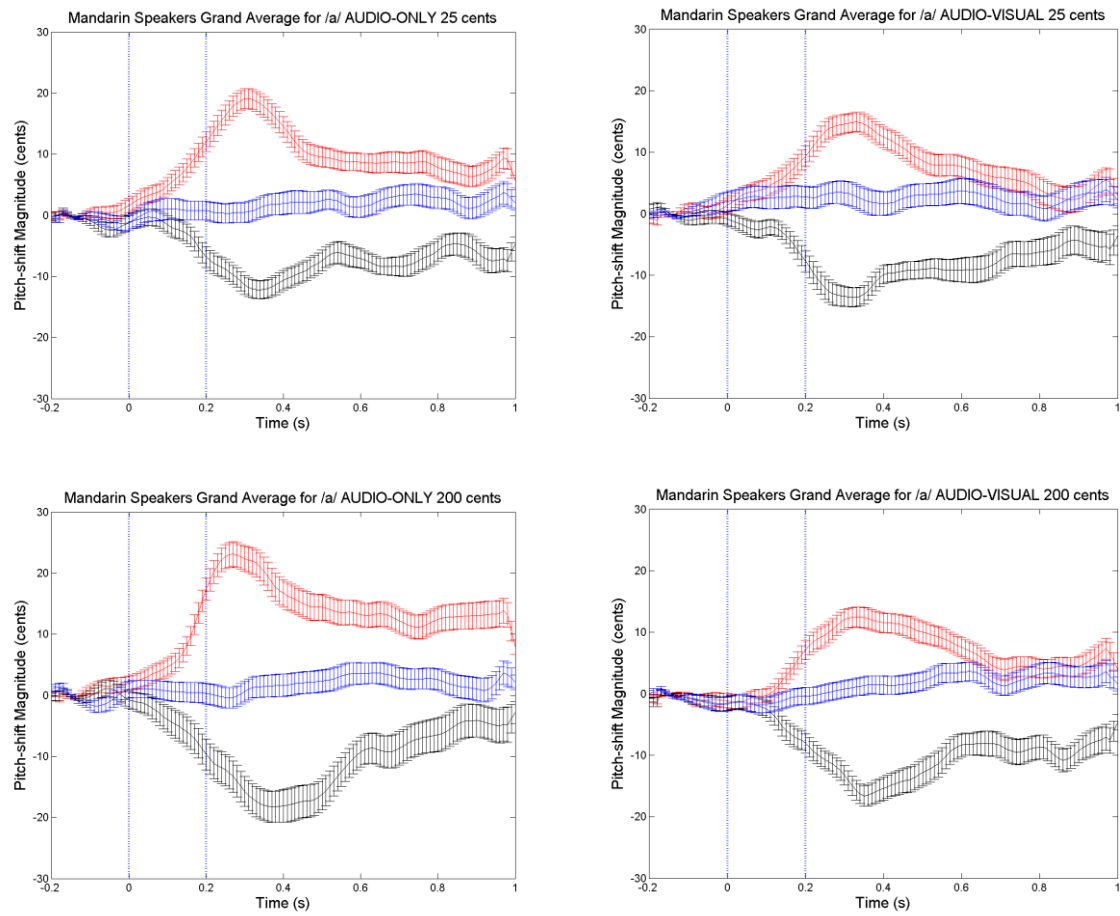 Mandarin Speakers Grand Average for /a/ AUDIO-ONLY 25 cents
Pitch-shift Magnitude (cents)
30
20
10
0
-10
-20
-30
-0.2 0 0.2 0.4 0.6 0.8 1
Time (s)
Mandarin Speakers Grand Average for /a/ AUDIO-VISUAL 25 cents
Pitch-shift Magnitude (cents)
30
20
10
0
-10
-20
-30
-0.2 0 0.2 0.4 0.6 0.8 1
Time (s)
Mandarin Speakers Grand Average for /a/ AUDIO-ONLY 200 cents
Pitch-shift Magnitude (cents)
30
20
10
0
-10
-20
-30
-0.2 0 0.2 0.4 0.6 0.8 1
Time (s)
Mandarin Speakers Grand Average for /a/ AUDIO-VISUAL 200 cents
Pitch-shift Magnitude (cents)
30
20
10
0
-10
-20
-30
-0.2 0 0.2 0.4 0.6 0.8 1
Time (s)